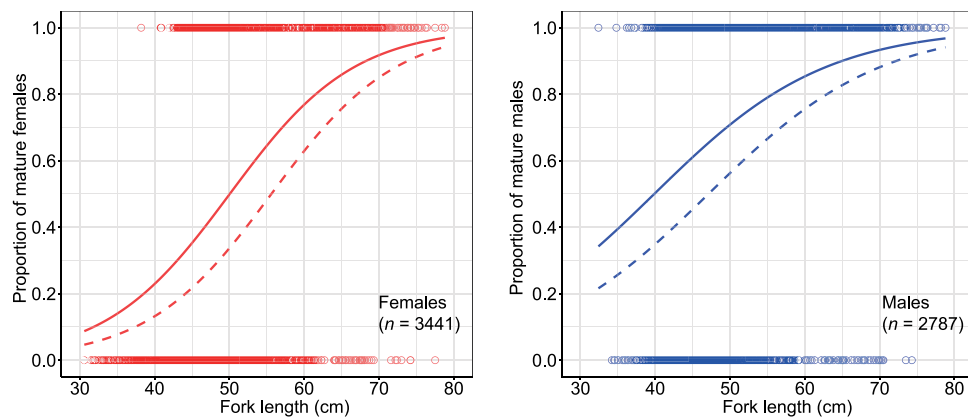 Proportion of mature females
1.0
0.8
0.6
0.4
0.2
0.0
Females
(n = 3441)
30 40 50 60 70 80
Fork length (cm)
Proportion of mature males
1.0
0.8
0.6
0.4
0.2
0.0
Males
(n = 2787)
30 40 50 60 70 80
Fork length (cm)